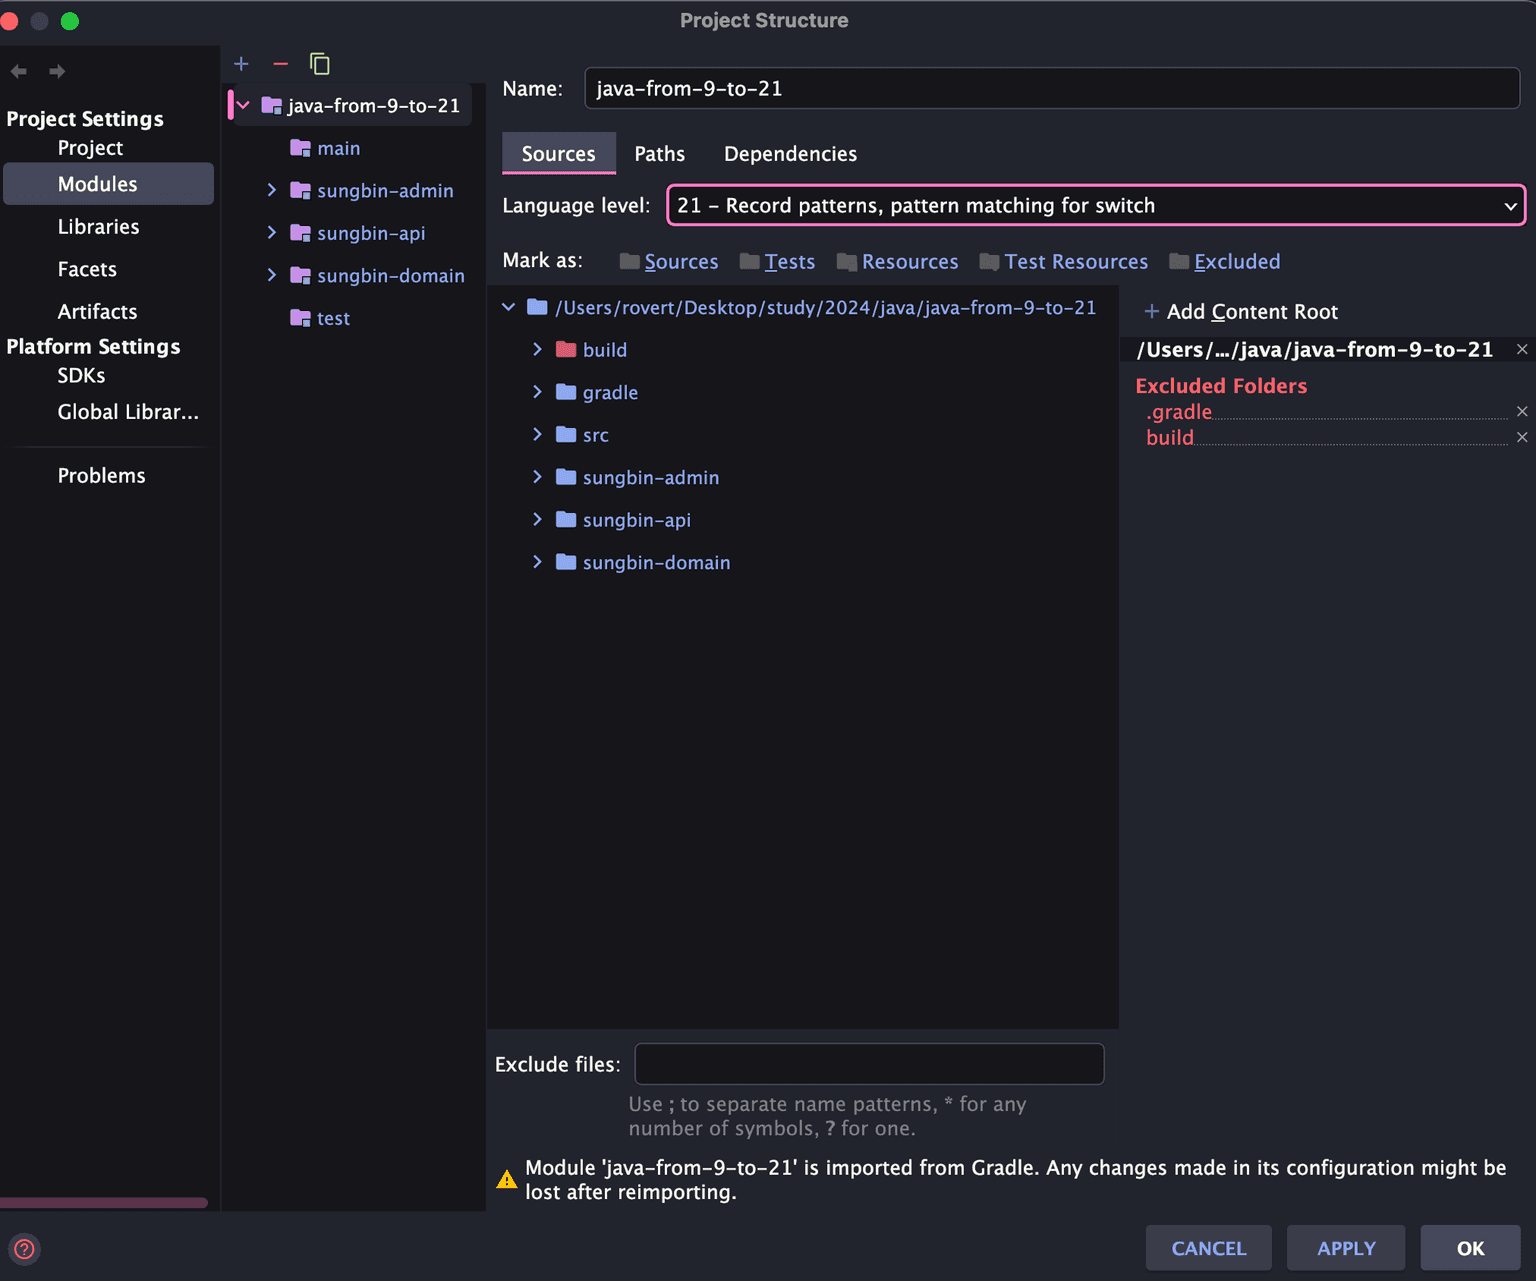 Project Structure
Project Settings
Project
Modules
Libraries
Facets
Artifacts
Platform Settings
SDKs
Global Librar...
Problems
java-from-9-to-21
main
sungbin-admin
sungbin-api
sungbin-domain
test
Name: java-from-9-to-21
Sources Paths Dependencies
Language level: 21 – Record patterns, pattern matching for switch
Mark as: Sources Tests Resources Test Resources Excluded
/Users/rovert/Desktop/study/2024/java/java-from-9-to-21
build
gradle
src
sungbin-admin
sungbin-api
sungbin-domain
+ Add Content Root
/Users/.../java/java-from-9-to-21
Excluded Folders
.gradle
build
Exclude files:
Use ; to separate name patterns, * for any
number of symbols, ? for one.
Module 'java-from-9-to-21' is imported from Gradle. Any changes made in its configuration might be
lost after reimporting.
?
CANCEL APPLY OK